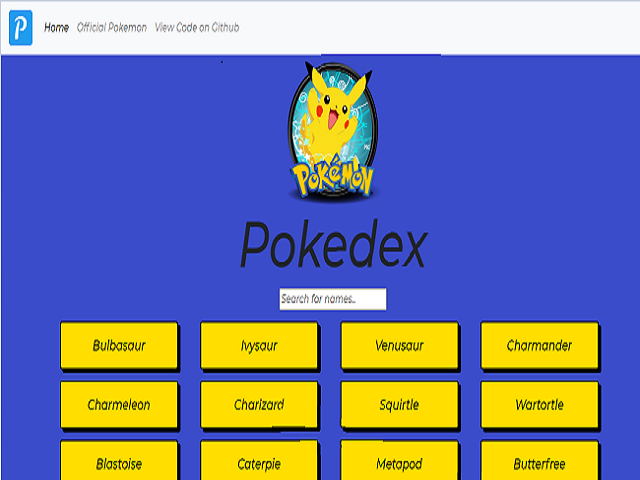 P Home Official Pokemon View Code on Github
POKéMON
Pokedex
Search for names..
Bulbasaur Ivysaur Venusaur Charmander
Charmeleon Charizard Squirtle Wartortle
Blastoise Caterpie Metapod Butterfree